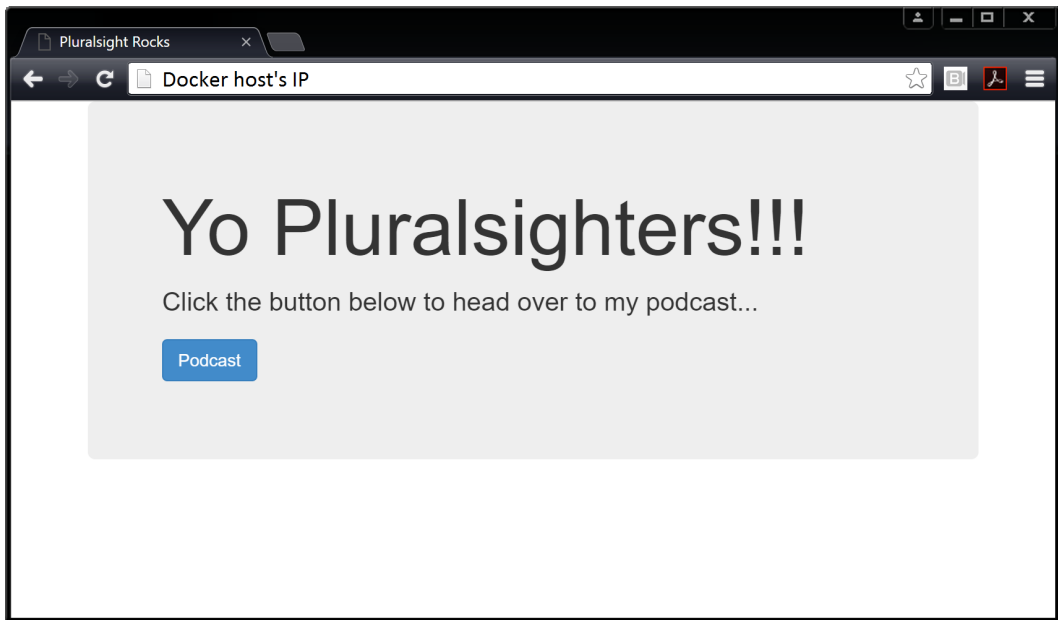 Pluralsight Rocks
Docker host's IP
Yo Pluralsighters!!!
Click the button below to head over to my podcast...
Podcast